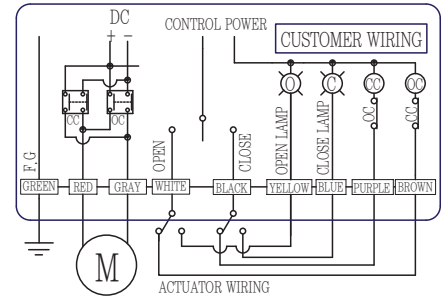 DC
+ −
CONTROL POWER
CUSTOMER WIRING
O
C
CC
OC
CC
OC
OC
CC
F.G
OPEN
CLOSE
OPEN LAMP
CLOSE LAMP
GREEN
RED
GRAY
WHITE
BLACK
YELLOW
BLUE
PURPLE
BROWN
M
ACTUATOR WIRING